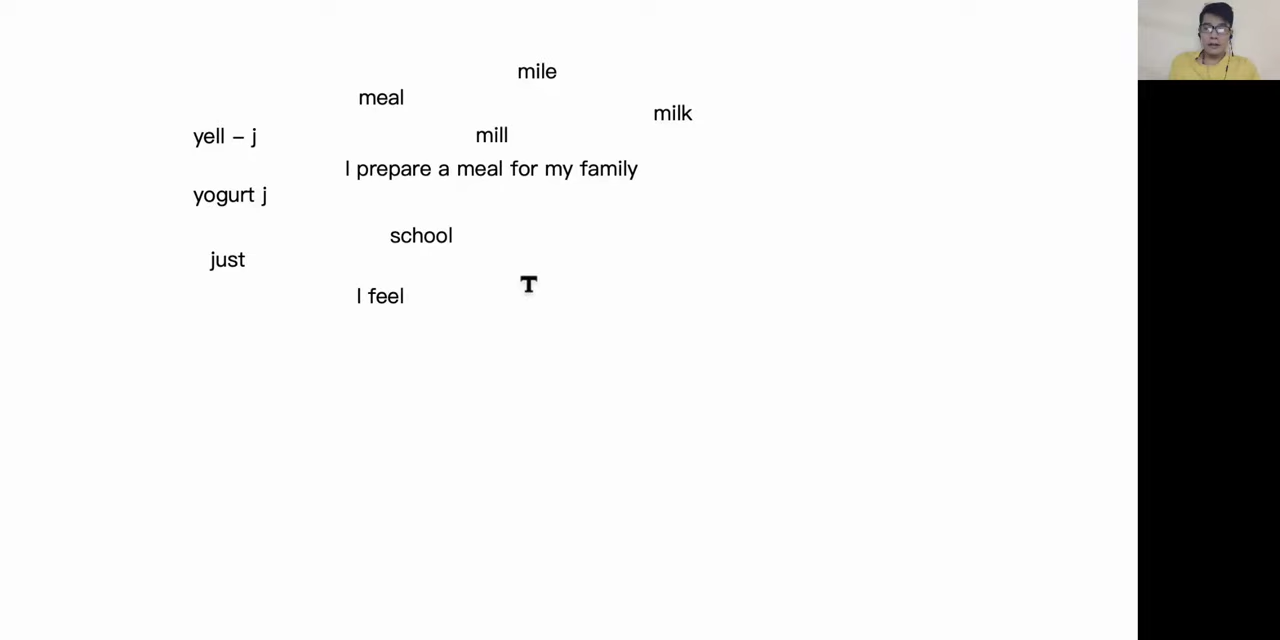 mile
meal
milk
yell – j
mill
I prepare a meal for my family
yogurt j
school
just
I feel